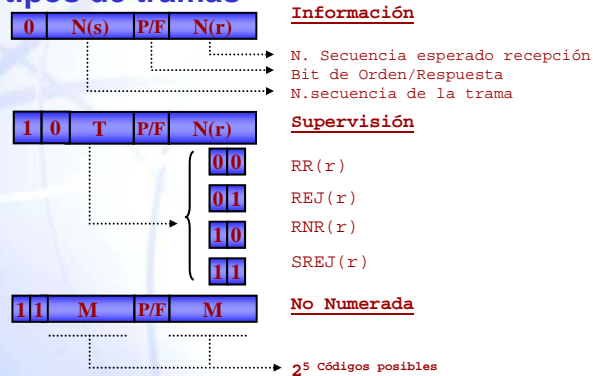 tipos de tramas
Información
0 N(s) P/F N(r)
N. Secuencia esperado recepción
Bit de Orden/Respuesta
N.secuencia de la trama
Supervisión
1 0 T P/F N(r)
0 0 RR(r)
0 1 REJ(r)
1 0 RNR(r)
1 1 SREJ(r)
No Numerada
1 1 M P/F M
2⁵ Códigos posibles